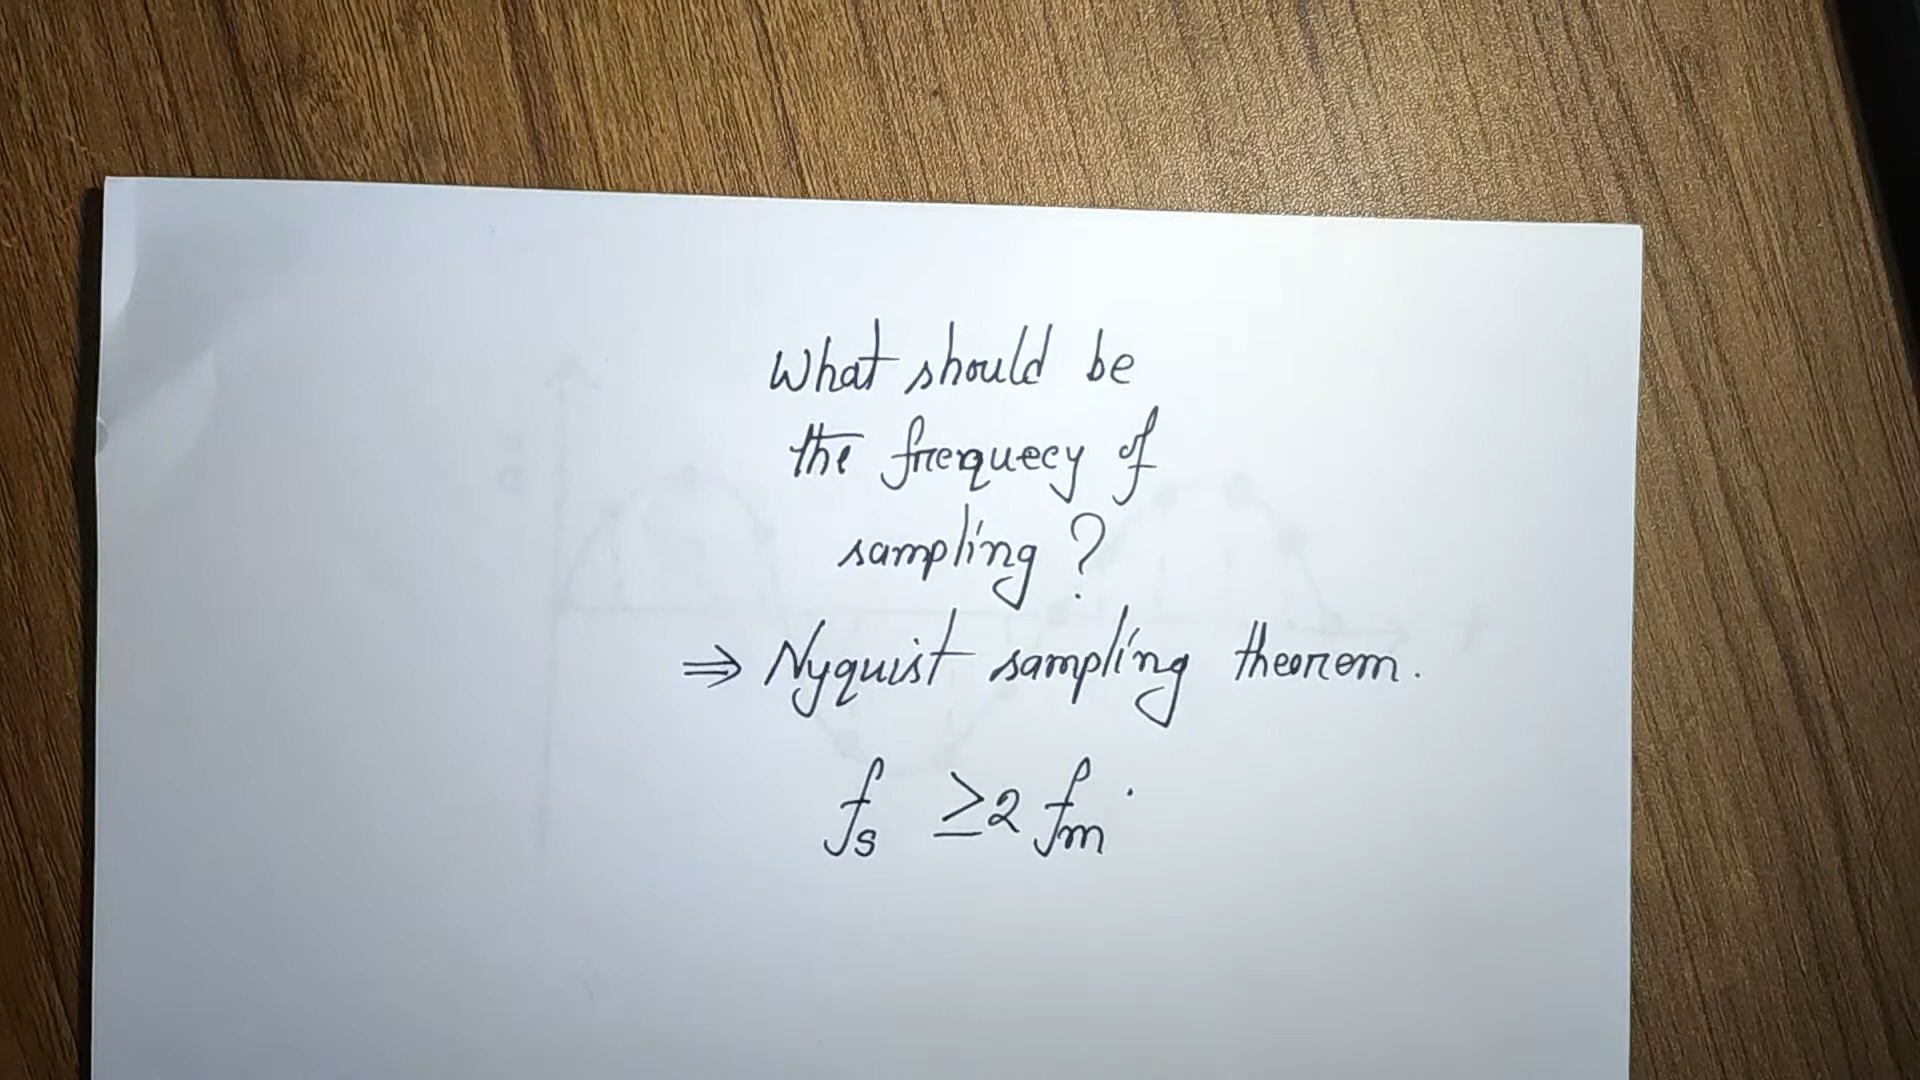 What should be
the frequecy of
sampling ?
⇒ Nyquist sampling theorem.
fs ≥2 fm.